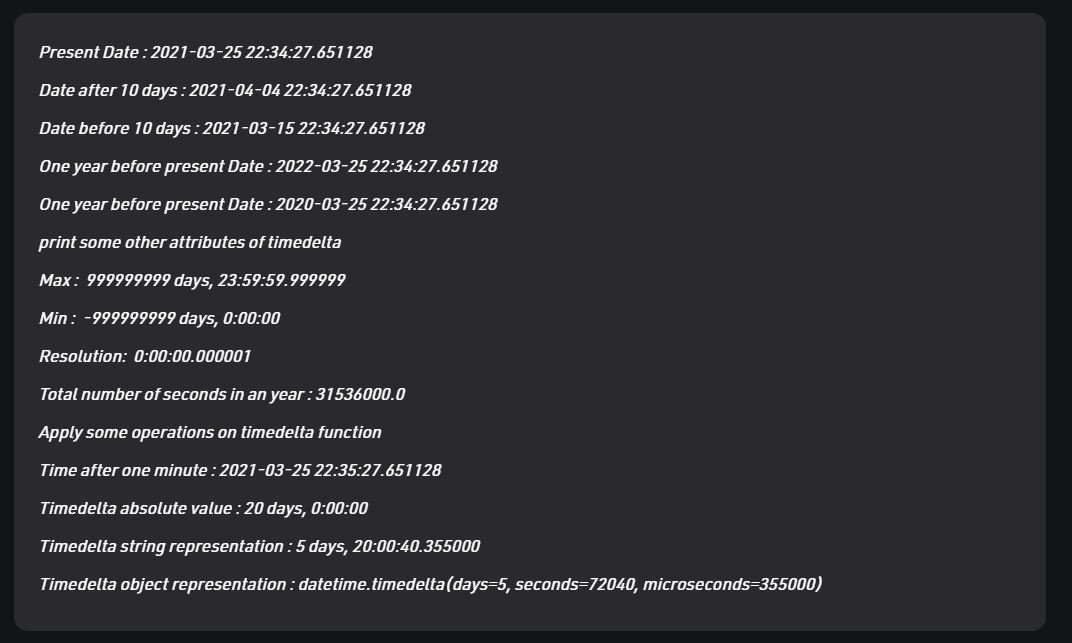 Present Date : 2021-03-25 22:34:27.651128
Date after 10 days : 2021-04-04 22:34:27.651128
Date before 10 days : 2021-03-15 22:34:27.651128
One year before present Date : 2022-03-25 22:34:27.651128
One year before present Date : 2020-03-25 22:34:27.651128
print some other attributes of timedelta
Max :  999999999 days, 23:59:59.999999
Min :  -999999999 days, 0:00:00
Resolution:  0:00:00.000001
Total number of seconds in an year : 31536000.0
Apply some operations on timedelta function
Time after one minute : 2021-03-25 22:35:27.651128
Timedelta absolute value : 20 days, 0:00:00
Timedelta string representation : 5 days, 20:00:40.355000
Timedelta object representation : datetime.timedelta(days=5, seconds=72040, microseconds=355000)